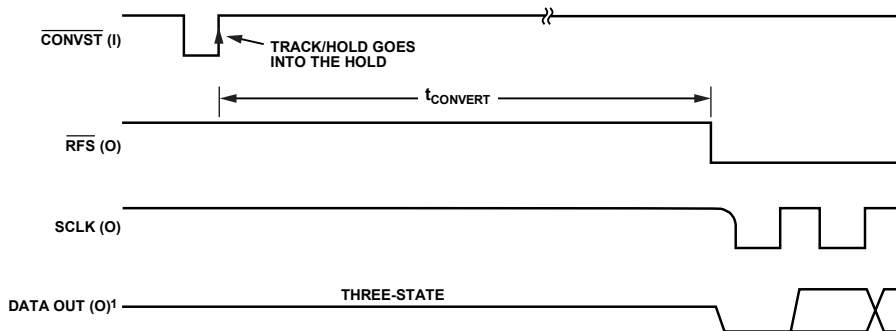 CONVST (I)
TRACK/HOLD GOES
INTO THE HOLD
tCONVERT
RFS (O)
SCLK (O)
THREE-STATE
DATA OUT (O)1